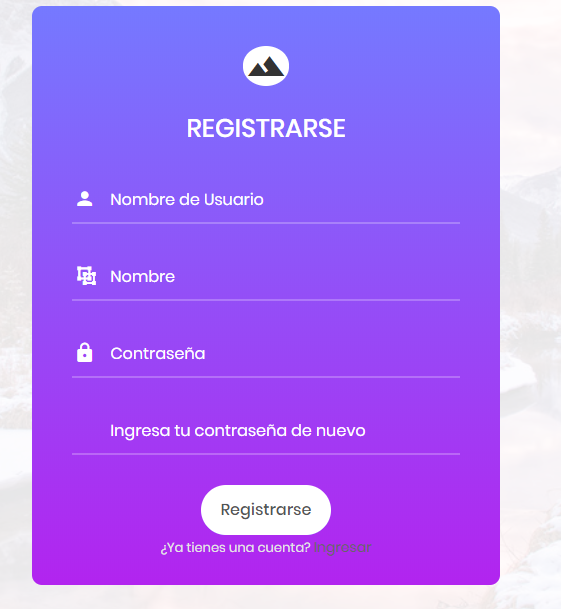 REGISTRARSE
Nombre de Usuario
Nombre
Contraseña
Ingresa tu contraseña de nuevo
Registrarse
¿Ya tienes una cuenta? Ingresar